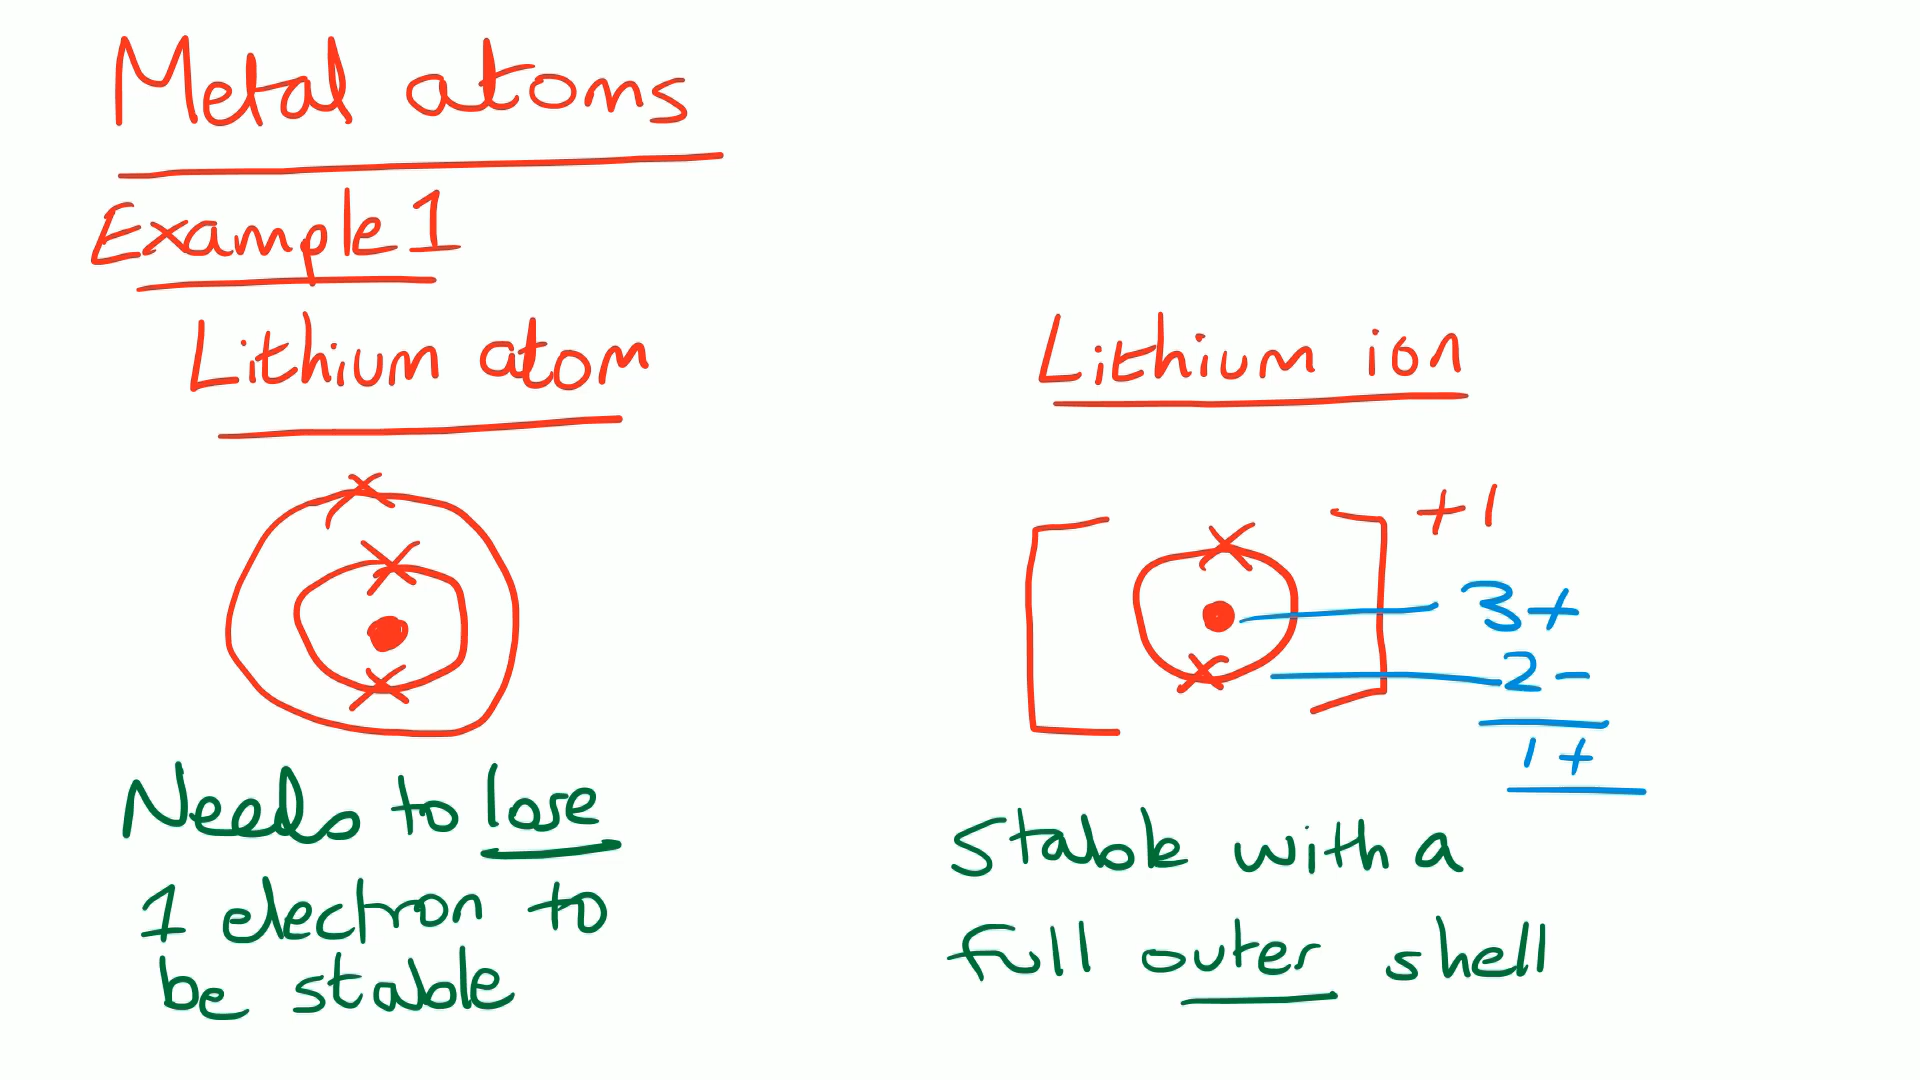 Metal atoms
Example 1
Lithium atom
Lithium ion
+1
3+
2-
1+
Needs to lose
1 electron to
be stable
Stable with a
full outer shell